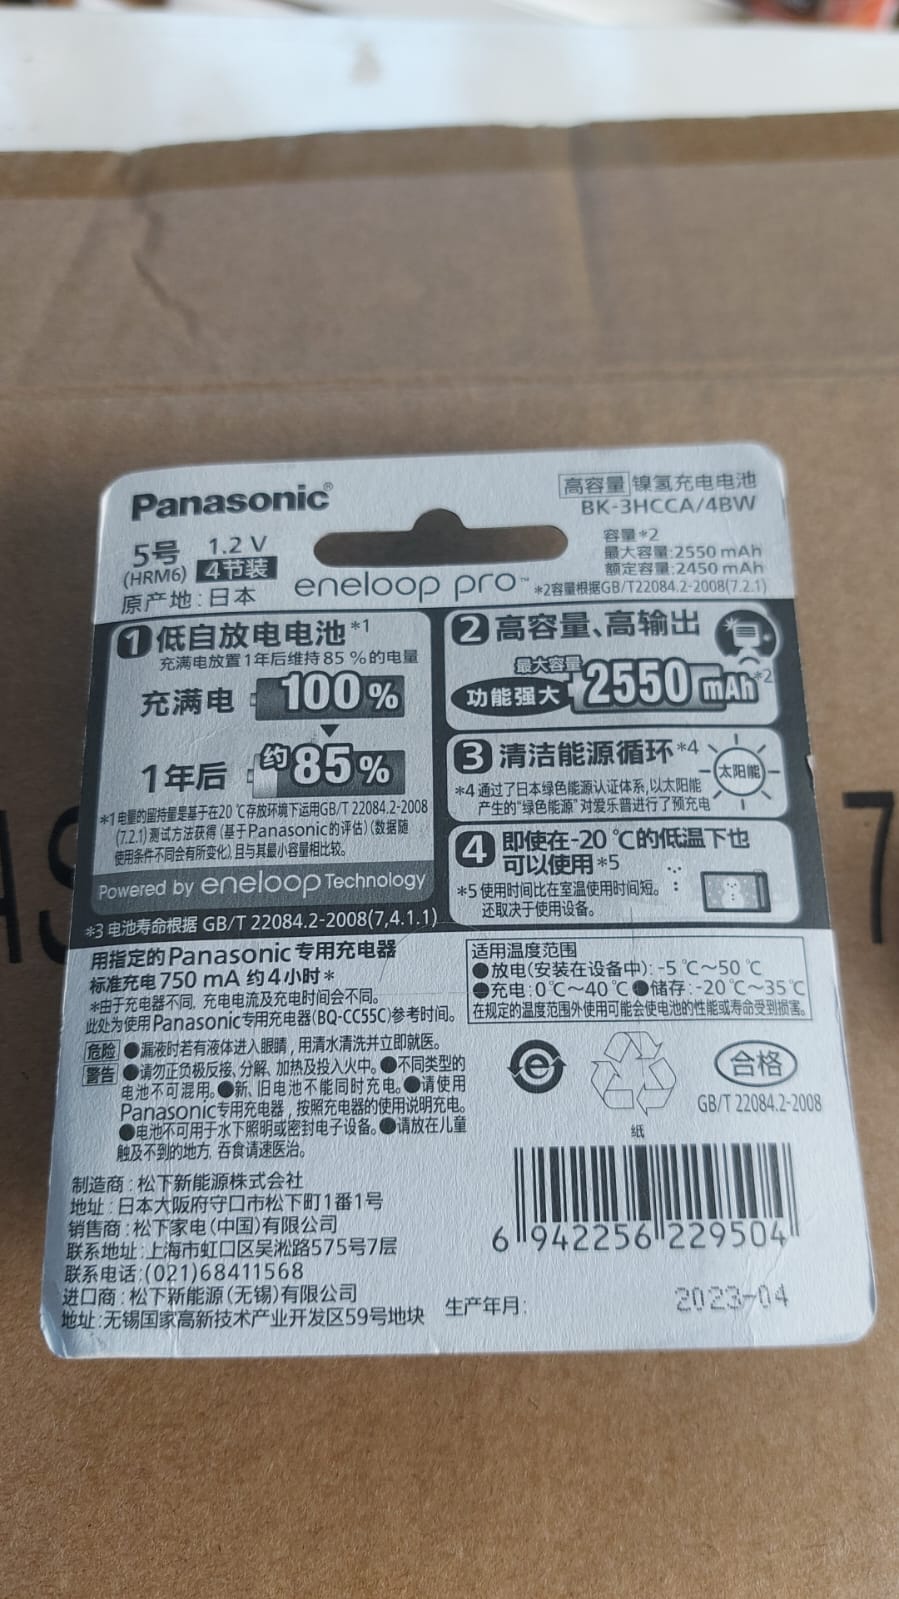 Panasonic®
高容量 镍氢充电电池
BK-3HCCA/4BW
5号 1.2 V
(HRM6) 4节装
原产地:日本
eneloop pro™
容量*2
最大容量:2550 mAh
额定容量:2450 mAh
*2容量根据GB/T22084.2-2008(7.2.1)
1 低自放电电池*1
充满电放置1年后维持85 %的电量
充满电 100%
1年后 约85%
*1电量的留持量是基于在20 ℃存放环境下运用GB/T 22084.2-2008
(7.2.1)测试方法获得(基于Panasonic的评估)(数据随
使用条件不同会有所变化),且与其最小容量相比较。
Powered by eneloop Technology
*3 电池寿命根据 GB/T 22084.2-2008(7,4.1.1)
2 高容量、高输出
最大容量
功能强大 2550 mAh*2
3 清洁能源循环*4
太阳能
*4 通过了日本绿色能源认证体系,以太阳能
产生的“绿色能源”对爱乐普进行了预充电
4 即使在-20 ℃的低温下也
可以使用*5
*5 使用时间比在室温使用时间短。
还取决于使用设备。
用指定的Panasonic专用充电器
标准充电750 mA 约4小时*
*由于充电器不同, 充电电流及充电时间会不同。
此处为使用Panasonic专用充电器(BQ-CC55C)参考时间。
危险 ●漏液时若有液体进入眼睛,用清水清洗并立即就医。
警告 ●请勿正负极反接、分解、加热及投入火中。●不同类型的
电池不可混用。●新、旧电池不能同时充电。●请使用
Panasonic专用充电器,按照充电器的使用说明充电。
●电池不可用于水下照明或密封电子设备。●请放在儿童
触及不到的地方, 吞食请速医治。
适用温度范围
●放电(安装在设备中): -5 ℃～50 ℃
●充电:0℃～40 ℃●储存:-20℃～35℃
在规定的温度范围外使用可能会使电池的性能或寿命受到损害。
e
纸
合格
GB/T 22084.2-2008
制造商:松下新能源株式会社
地址:日本大阪府守口市松下町1番1号
销售商:松下家电(中国)有限公司
联系地址:上海市虹口区吴淞路575号7层
联系电话:(021)68411568
进口商:松下新能源(无锡)有限公司
地址:无锡国家高新技术产业开发区59号地块
6 942256 229504
生产年月: 2023-04
AS
7